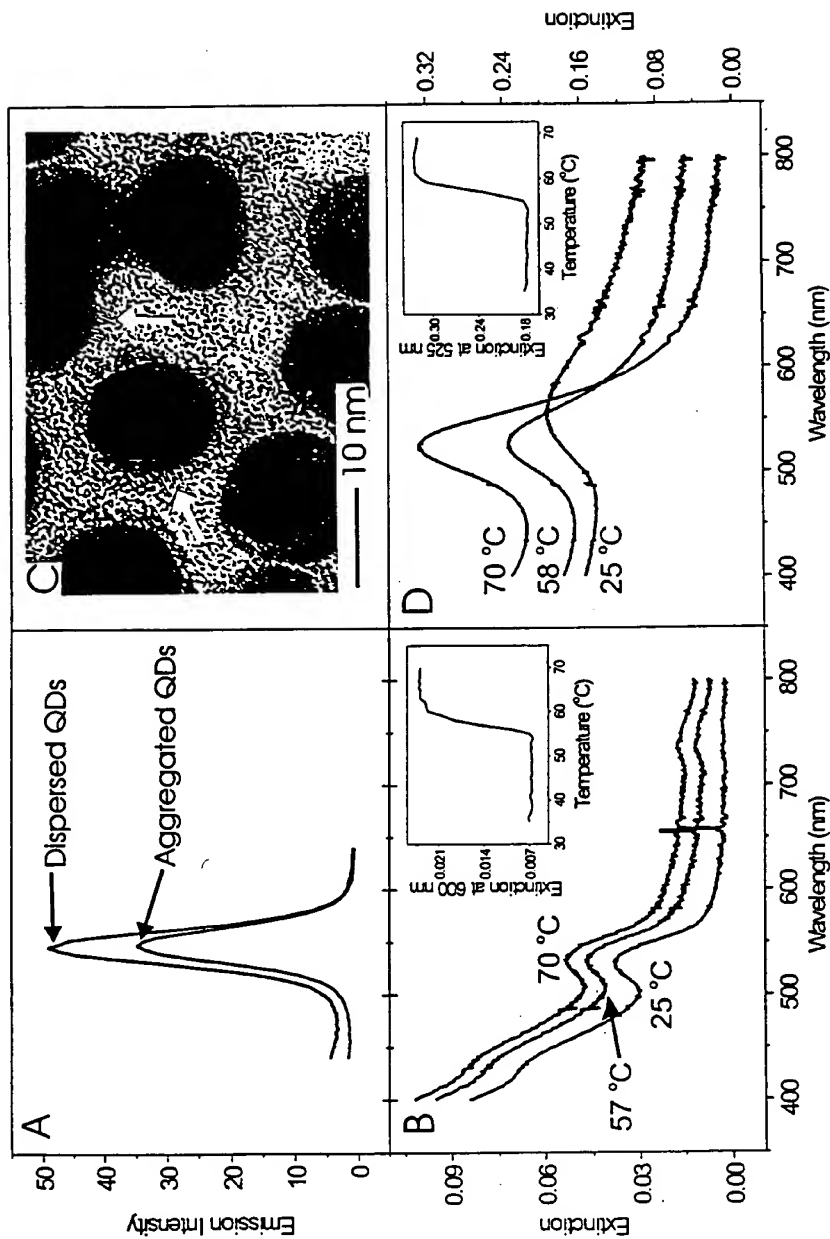 A
Dispersed QDs
Aggregated QDs
50
40
30
20
10
0
Emission Intensity
C
10 nm
B
70 °C
57 °C
25 °C
0.09
0.06
0.03
0.00
Extinction
400
500
600
700
800
Wavelength (nm)
0.021
0.014
0.007
Extinction at 600 nm
30
40
50
60
70
Temperature (°C)
D
70 °C
58 °C
25 °C
0.32
0.24
0.16
0.08
0.00
Extinction
400
500
600
700
800
Wavelength (nm)
0.30
0.24
0.18
Extinction at 525 nm
30
40
50
60
70
Temperature (°C)